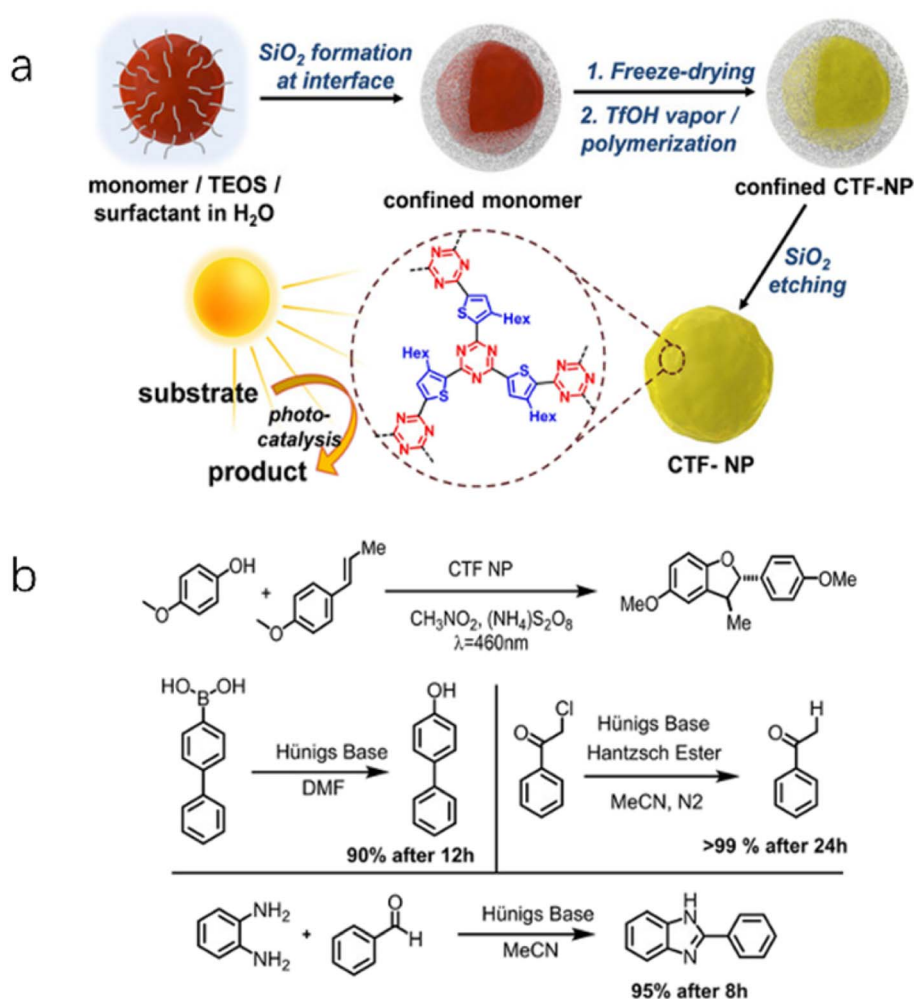 a
SiO₂ formation
at interface
1. Freeze-drying
2. TfOH vapor /
polymerization
monomer / TEOS /
surfactant in H₂O
confined monomer
confined CTF-NP
SiO₂
etching
N N
N
S
Hex
Hex
N N
N
S
S
Hex
N N
N
N N
N
substrate
photo-
catalysis
product
CTF- NP
b
OH
O
+
Me
O
CTF NP
CH₃NO₂, (NH₄)S₂O₈
λ=460nm
MeO
O
OMe
Me
HO B OH
Hünigs Base
DMF
OH
90% after 12h
Cl
O
Hünigs Base
Hantzsch Ester
MeCN, N2
H
O
>99 % after 24h
NH₂
NH₂
+
O
H
Hünigs Base
MeCN
H
N
N
95% after 8h